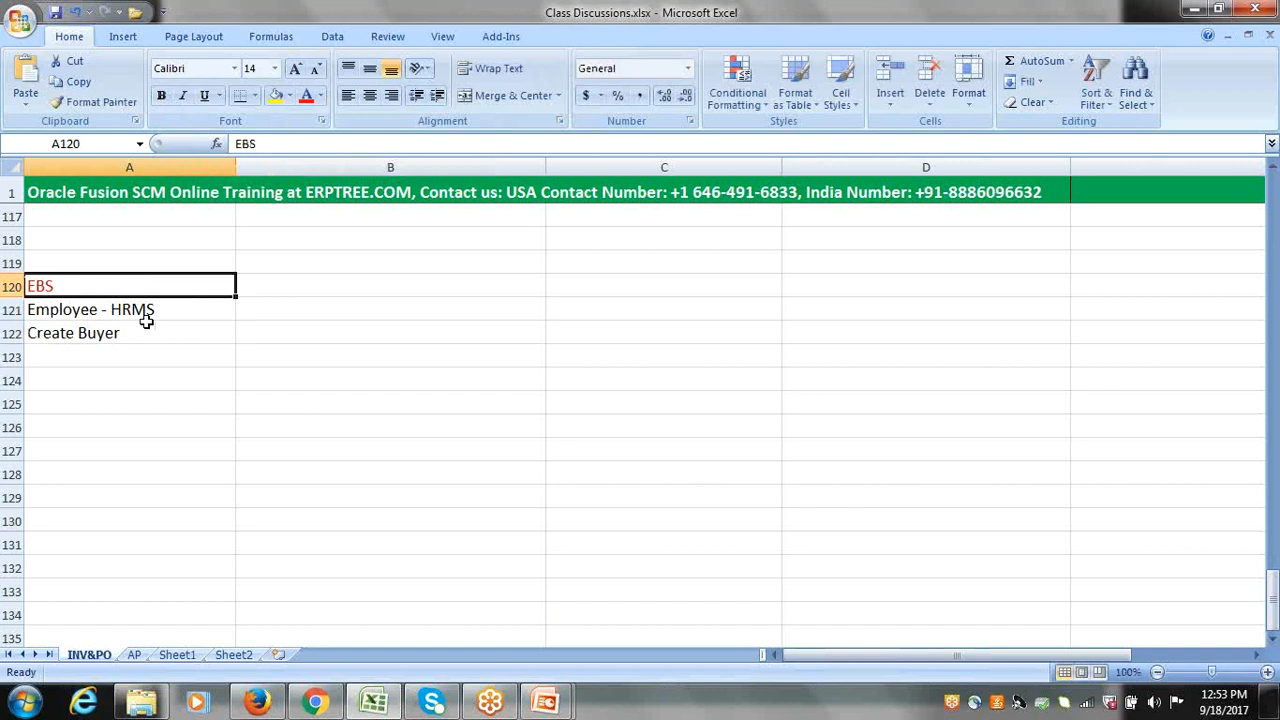 Class Discussions.xlsx - Microsoft Excel
Home Insert Page Layout Formulas Data Review View Add-Ins
Paste
Cut
Copy
Format Painter
Clipboard
Calibri 14
A A
B I U A
Font
Wrap Text
Merge & Center
Alignment
General
$ % ,
Number
Conditional Formatting
Format as Table
Cell Styles
Styles
Insert
Delete
Format
Cells
Σ AutoSum
Fill
Clear
Sort & Filter
Find & Select
Editing
A120 fx EBS
A B C D
1 Oracle Fusion SCM Online Training at ERPTREE.COM, Contact us: USA Contact Number: +1 646-491-6833, India Number: +91-8886096632
117
118
119
120 EBS
121 Employee - HRMS
122 Create Buyer
123
124
125
126
127
128
129
130
131
132
133
134
135
INV&PO AP Sheet1 Sheet2
Ready 100%
12:53 PM
9/18/2017